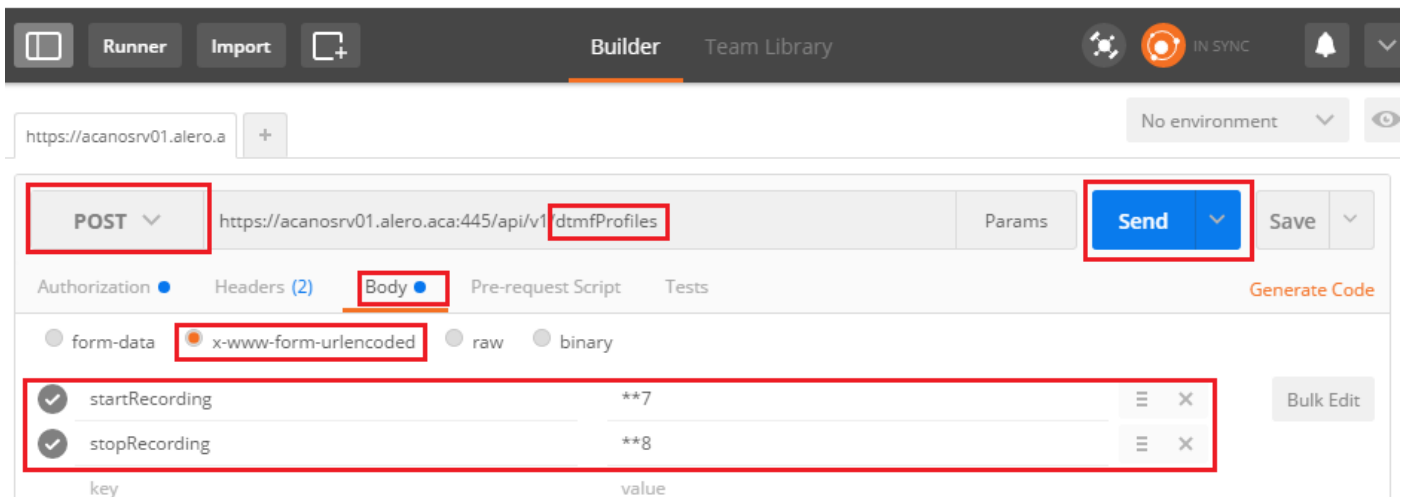 Runner Import Builder Team Library IN SYNC
No environment
https://acanosrv01.alero.a +
POST https://acanosrv01.alero.aca:445/api/v1/dtmfProfiles Params Send Save
Authorization Headers (2) Body Pre-request Script Tests Generate Code
form-data x-www-form-urlencoded raw binary
startRecording **7 Bulk Edit
stopRecording **8
key value